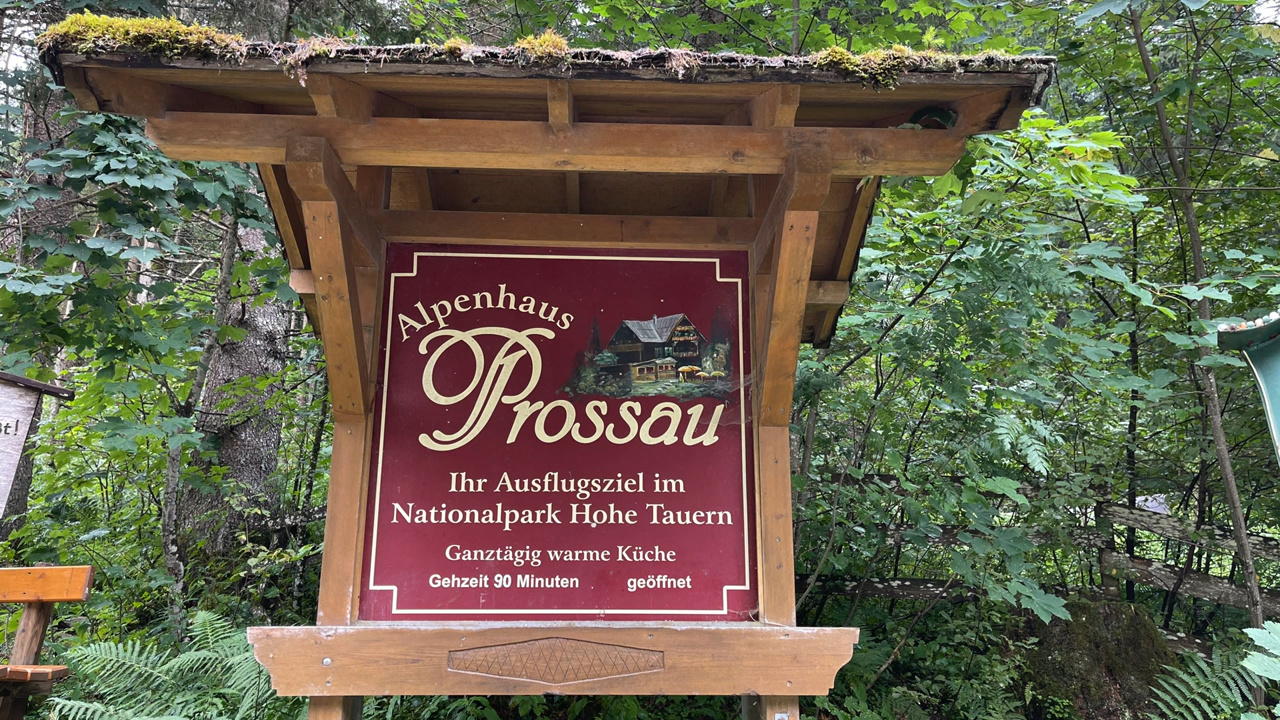 Alpenhaus
Prossau
Ihr Ausflugsziel im
Nationalpark Hohe Tauern
Ganztägig warme Küche
Gehzeit 90 Minuten geöffnet